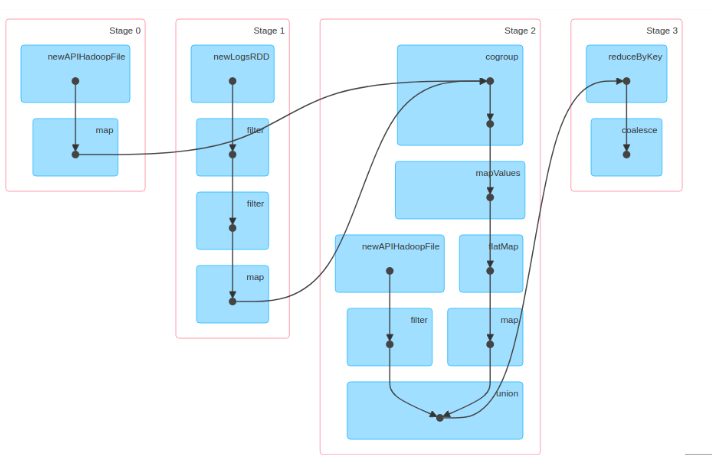 Stage 0
newAPIHadoopFile
map
Stage 1
newLogsRDD
filter
filter
map
Stage 2
cogroup
mapValues
newAPIHadoopFile
flatMap
filter
map
union
Stage 3
reduceByKey
coalesce